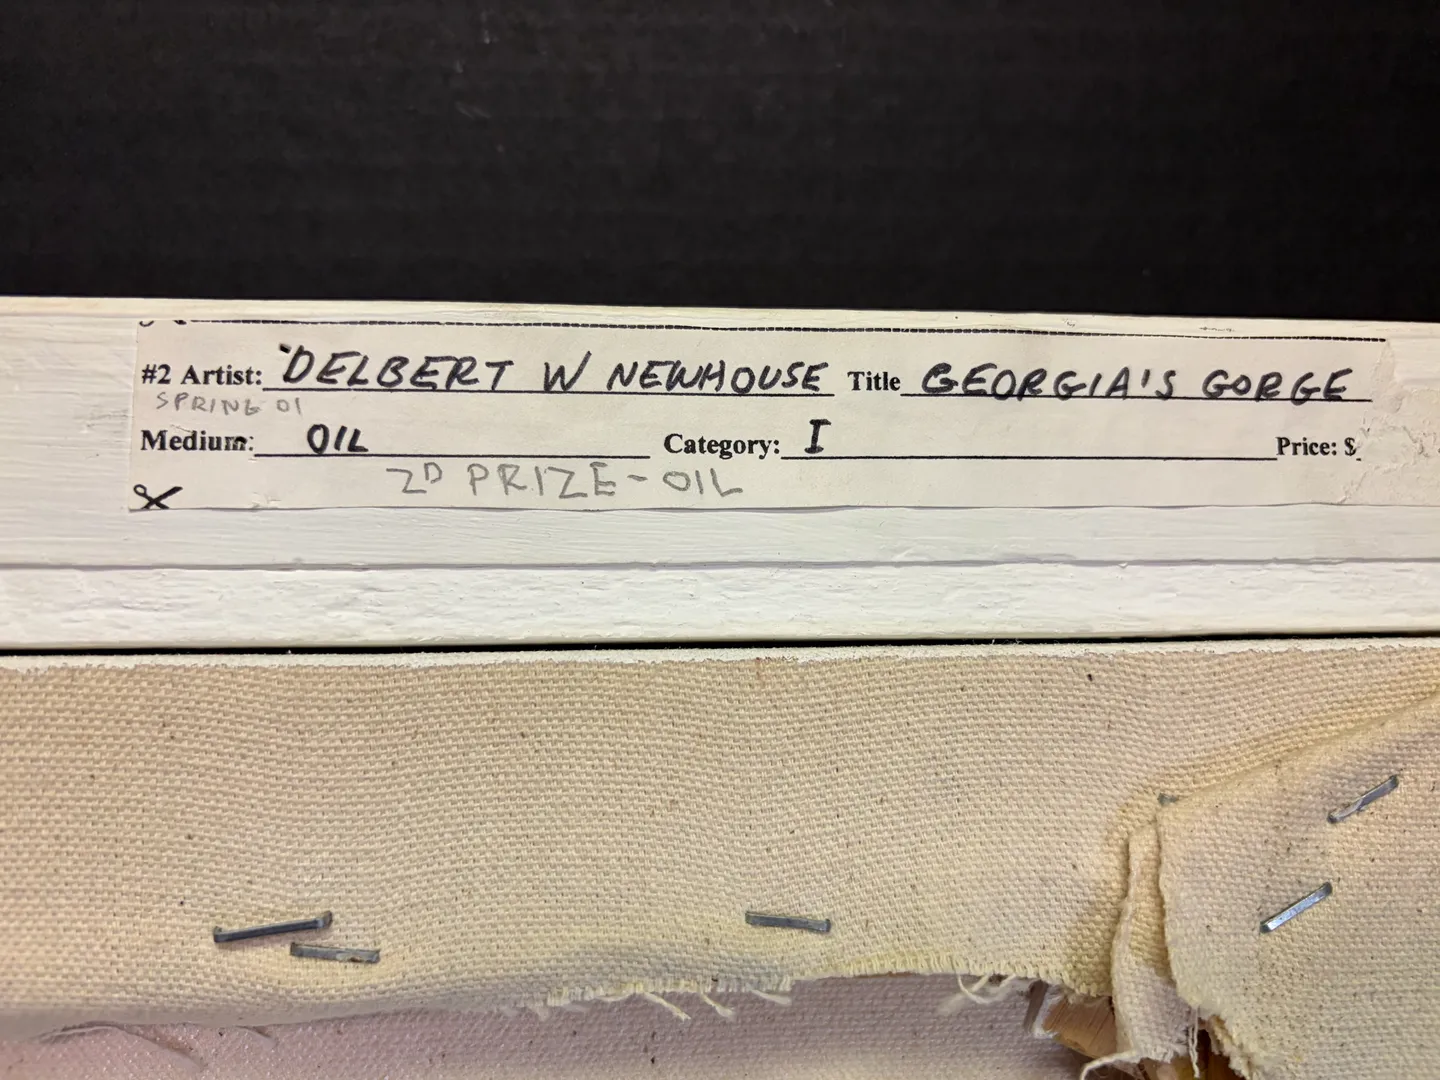 #2 Artist: DELBERT W NEWHOUSE Title GEORGIA'S GORGE
SPRING 01
Medium: OIL Category: I Price: $
2D PRIZE-OIL